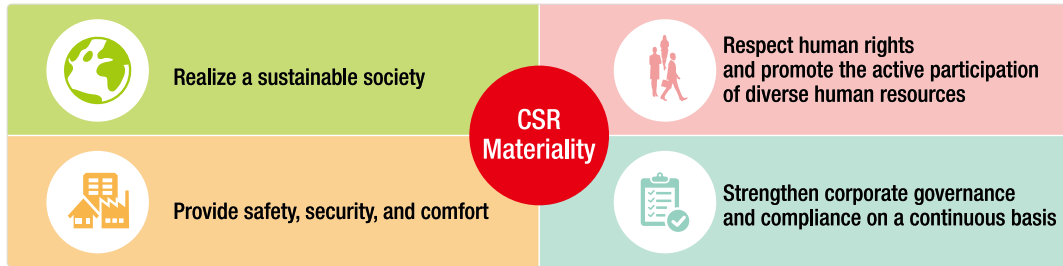 Realize a sustainable society
Respect human rights
and promote the active participation
of diverse human resources
CSR
Materiality
Provide safety, security, and comfort
Strengthen corporate governance
and compliance on a continuous basis